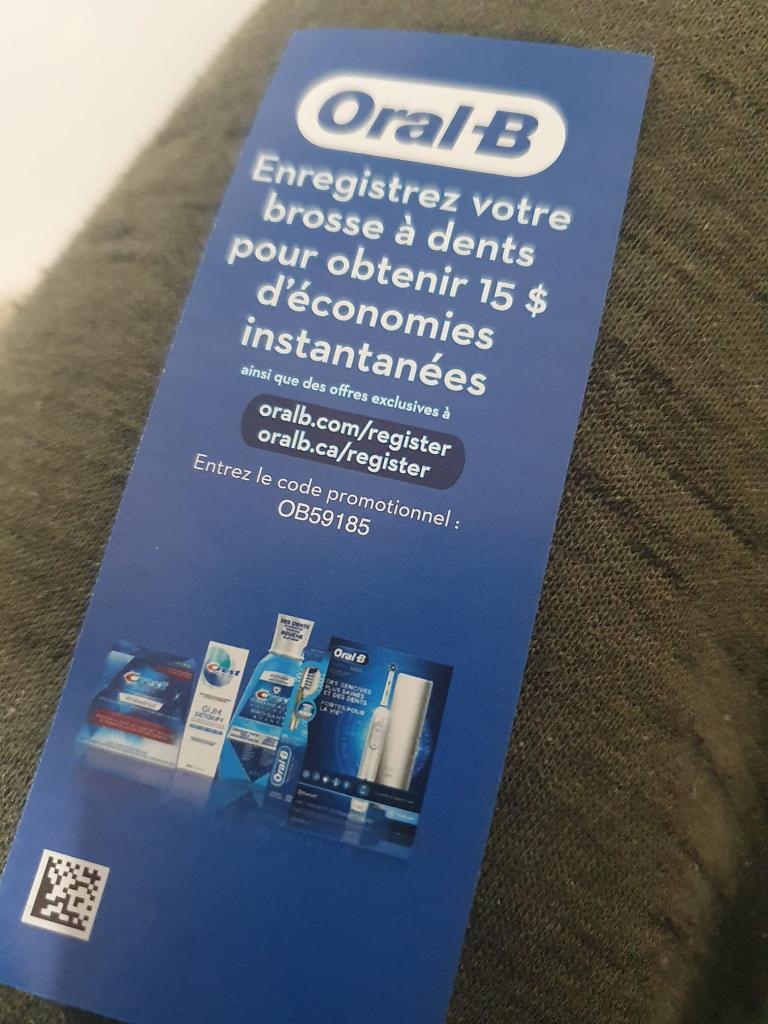 Oral-B
Enregistrez votre
brosse à dents
pour obtenir 15 $
d'économies
instantanées
ainsi que des offres exclusives à
oralb.com/register
oralb.ca/register
Entrez le code promotionnel :
OB59185
Crest
Crest
GUM
DETOXIFY
BOUCHE
Crest
Oral-B
Oral-B
DES GENCIVES
PLUS SAINES
ET DES DENTS
FORTES POUR
LA VIE